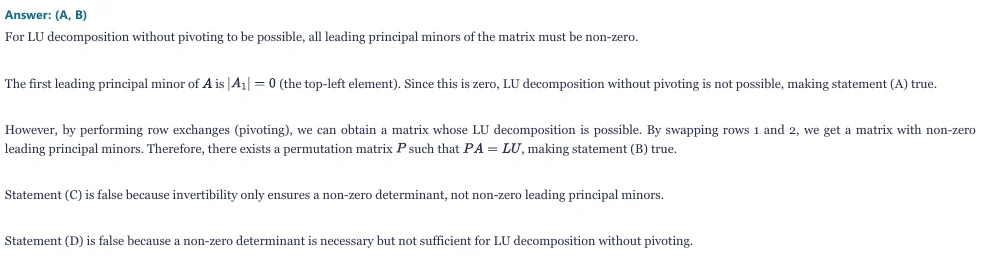 Answer: (A, B)
For LU decomposition without pivoting to be possible, all leading principal minors of the matrix must be non-zero.
The first leading principal minor of A is |A₁| = 0 (the top-left element). Since this is zero, LU decomposition without pivoting is not possible, making statement (A) true.
However, by performing row exchanges (pivoting), we can obtain a matrix whose LU decomposition is possible. By swapping rows 1 and 2, we get a matrix with non-zero
leading principal minors. Therefore, there exists a permutation matrix P such that PA = LU, making statement (B) true.
Statement (C) is false because invertibility only ensures a non-zero determinant, not non-zero leading principal minors.
Statement (D) is false because a non-zero determinant is necessary but not sufficient for LU decomposition without pivoting.